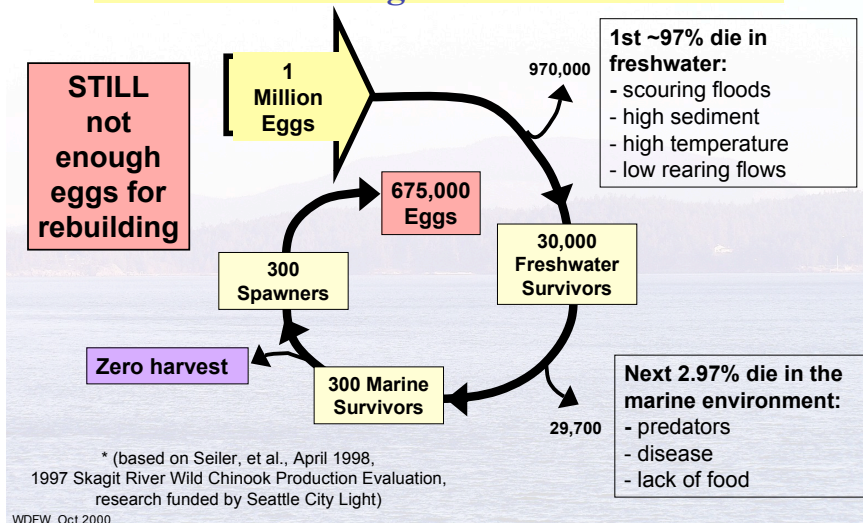 1
Million
Eggs
STILL
not
enough
eggs for
rebuilding
970,000
1st ~97% die in
freshwater:
- scouring floods
- high sediment
- high temperature
- low rearing flows
675,000
Eggs
30,000
Freshwater
Survivors
300
Spawners
Zero harvest
300 Marine
Survivors
29,700
Next 2.97% die in the
marine environment:
- predators
- disease
- lack of food
* (based on Seiler, et al., April 1998,
1997 Skagit River Wild Chinook Production Evaluation,
research funded by Seattle City Light)
WDFW, Oct 2000